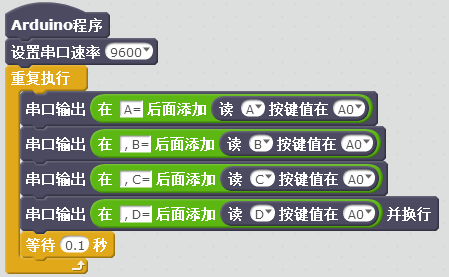 Arduino程序
设置串口速率 9600
重复执行
串口输出 在 A= 后面添加 读 A 按键值在 A0
串口输出 在 ,B= 后面添加 读 B 按键值在 A0
串口输出 在 ,C= 后面添加 读 C 按键值在 A0
串口输出 在 ,D= 后面添加 读 D 按键值在 A0 并换行
等待 0.1 秒